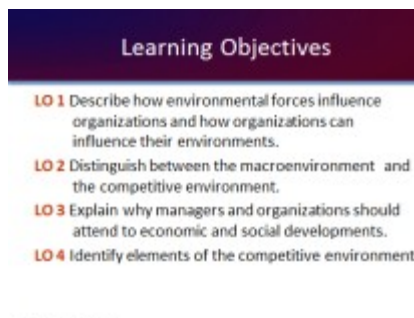 Learning Objectives
LO 1 Describe how environmental forces influence
organizations and how organizations can
influence their environments.
LO 2 Distinguish between the macroenvironment and
the competitive environment.
LO 3 Explain why managers and organizations should
attend to economic and social developments.
LO 4 Identify elements of the competitive environment